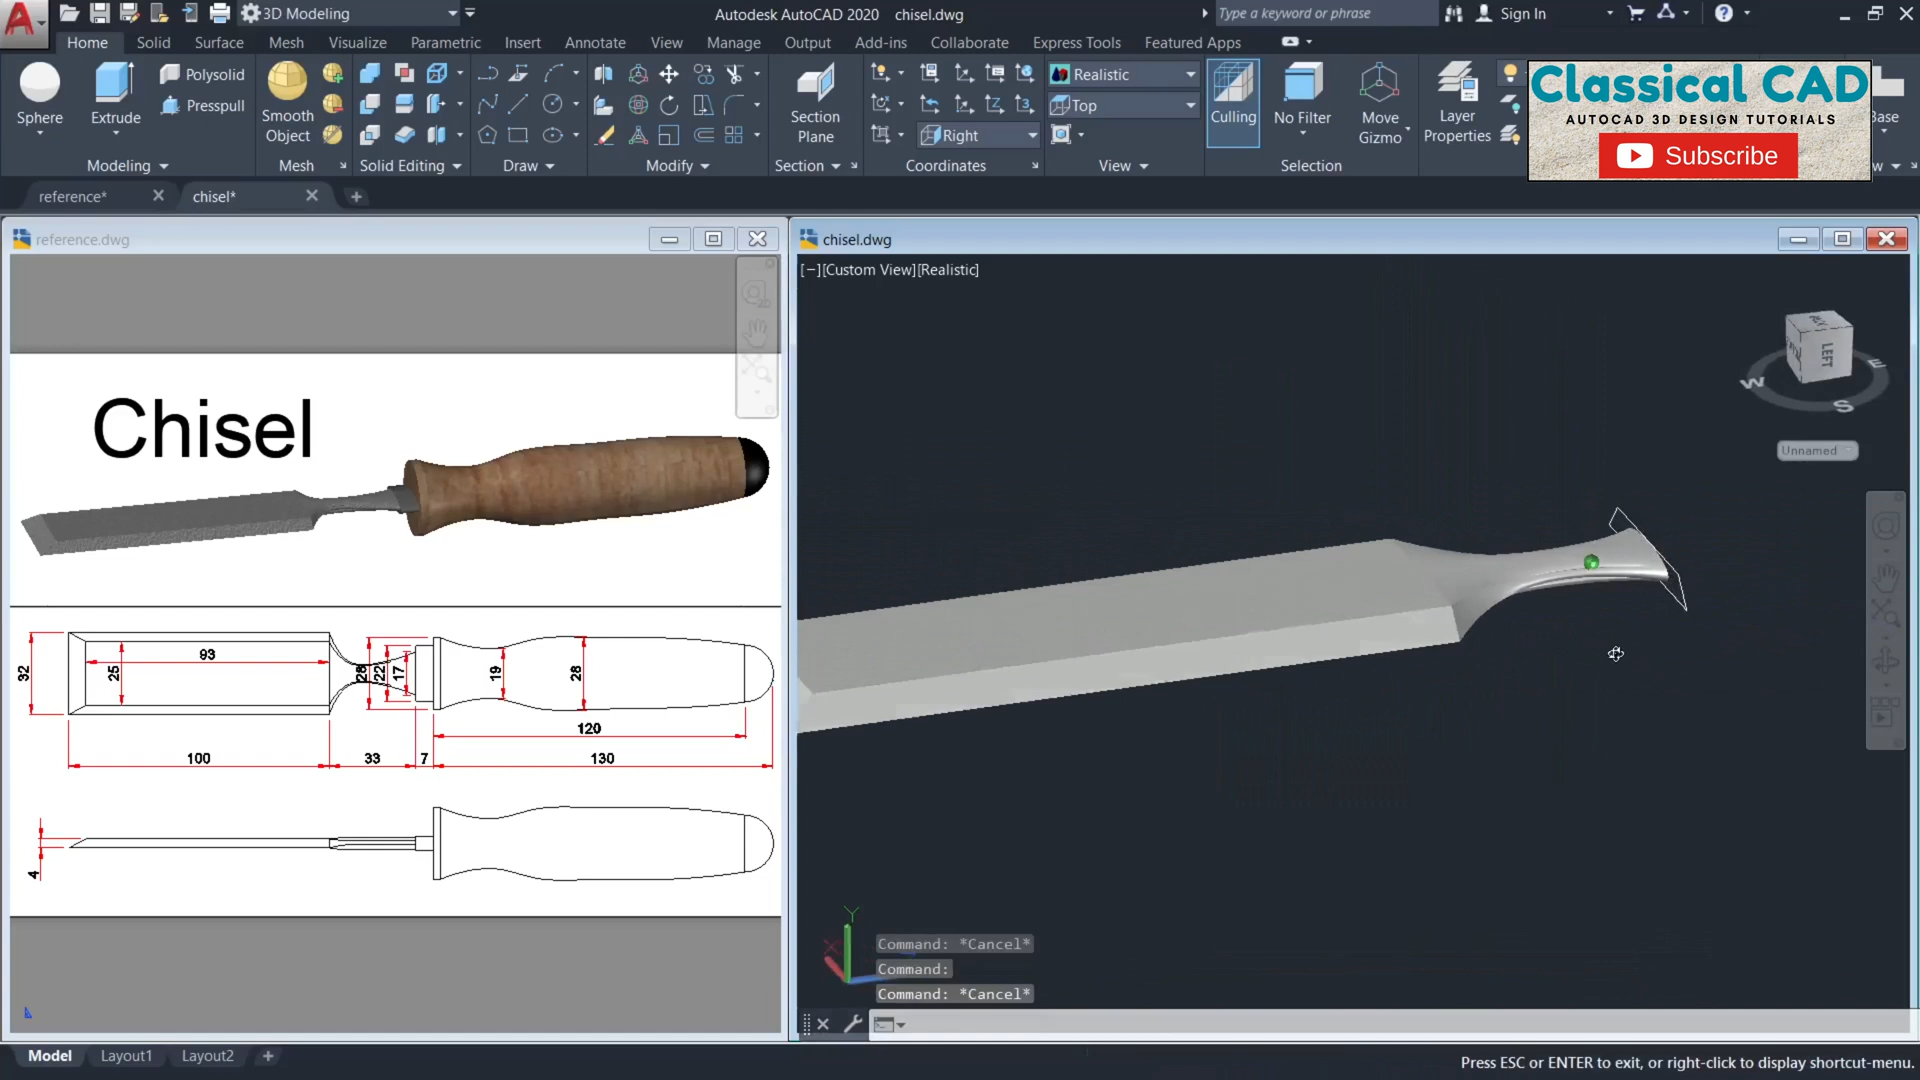 3D Modeling
Autodesk AutoCAD 2020 chisel.dwg
Type a keyword or phrase
Sign In
Home Solid Surface Mesh Visualize Parametric Insert Annotate View Manage Output Add-ins Collaborate Express Tools Featured Apps
Sphere
Extrude
Polysolid
Presspull
Modeling
Smooth
Object
Mesh
Solid Editing
Draw
Modify
Section
Plane
Section
Right
Coordinates
Realistic
Top
View
Culling
No Filter
Move
Gizmo
Selection
Layer
Properties
Base
Classical CAD
AUTOCAD 3D DESIGN TUTORIALS
Subscribe
reference*
chisel*
reference.dwg
chisel.dwg
[−][Custom View][Realistic]
LEFT
W
S
E
Unnamed
Chisel
93
32
25
28
22
17
19
28
120
100
33
7
130
4
Y
X
Command: *Cancel*
Command:
Command: *Cancel*
Model Layout1 Layout2
Press ESC or ENTER to exit, or right-click to display shortcut-menu.